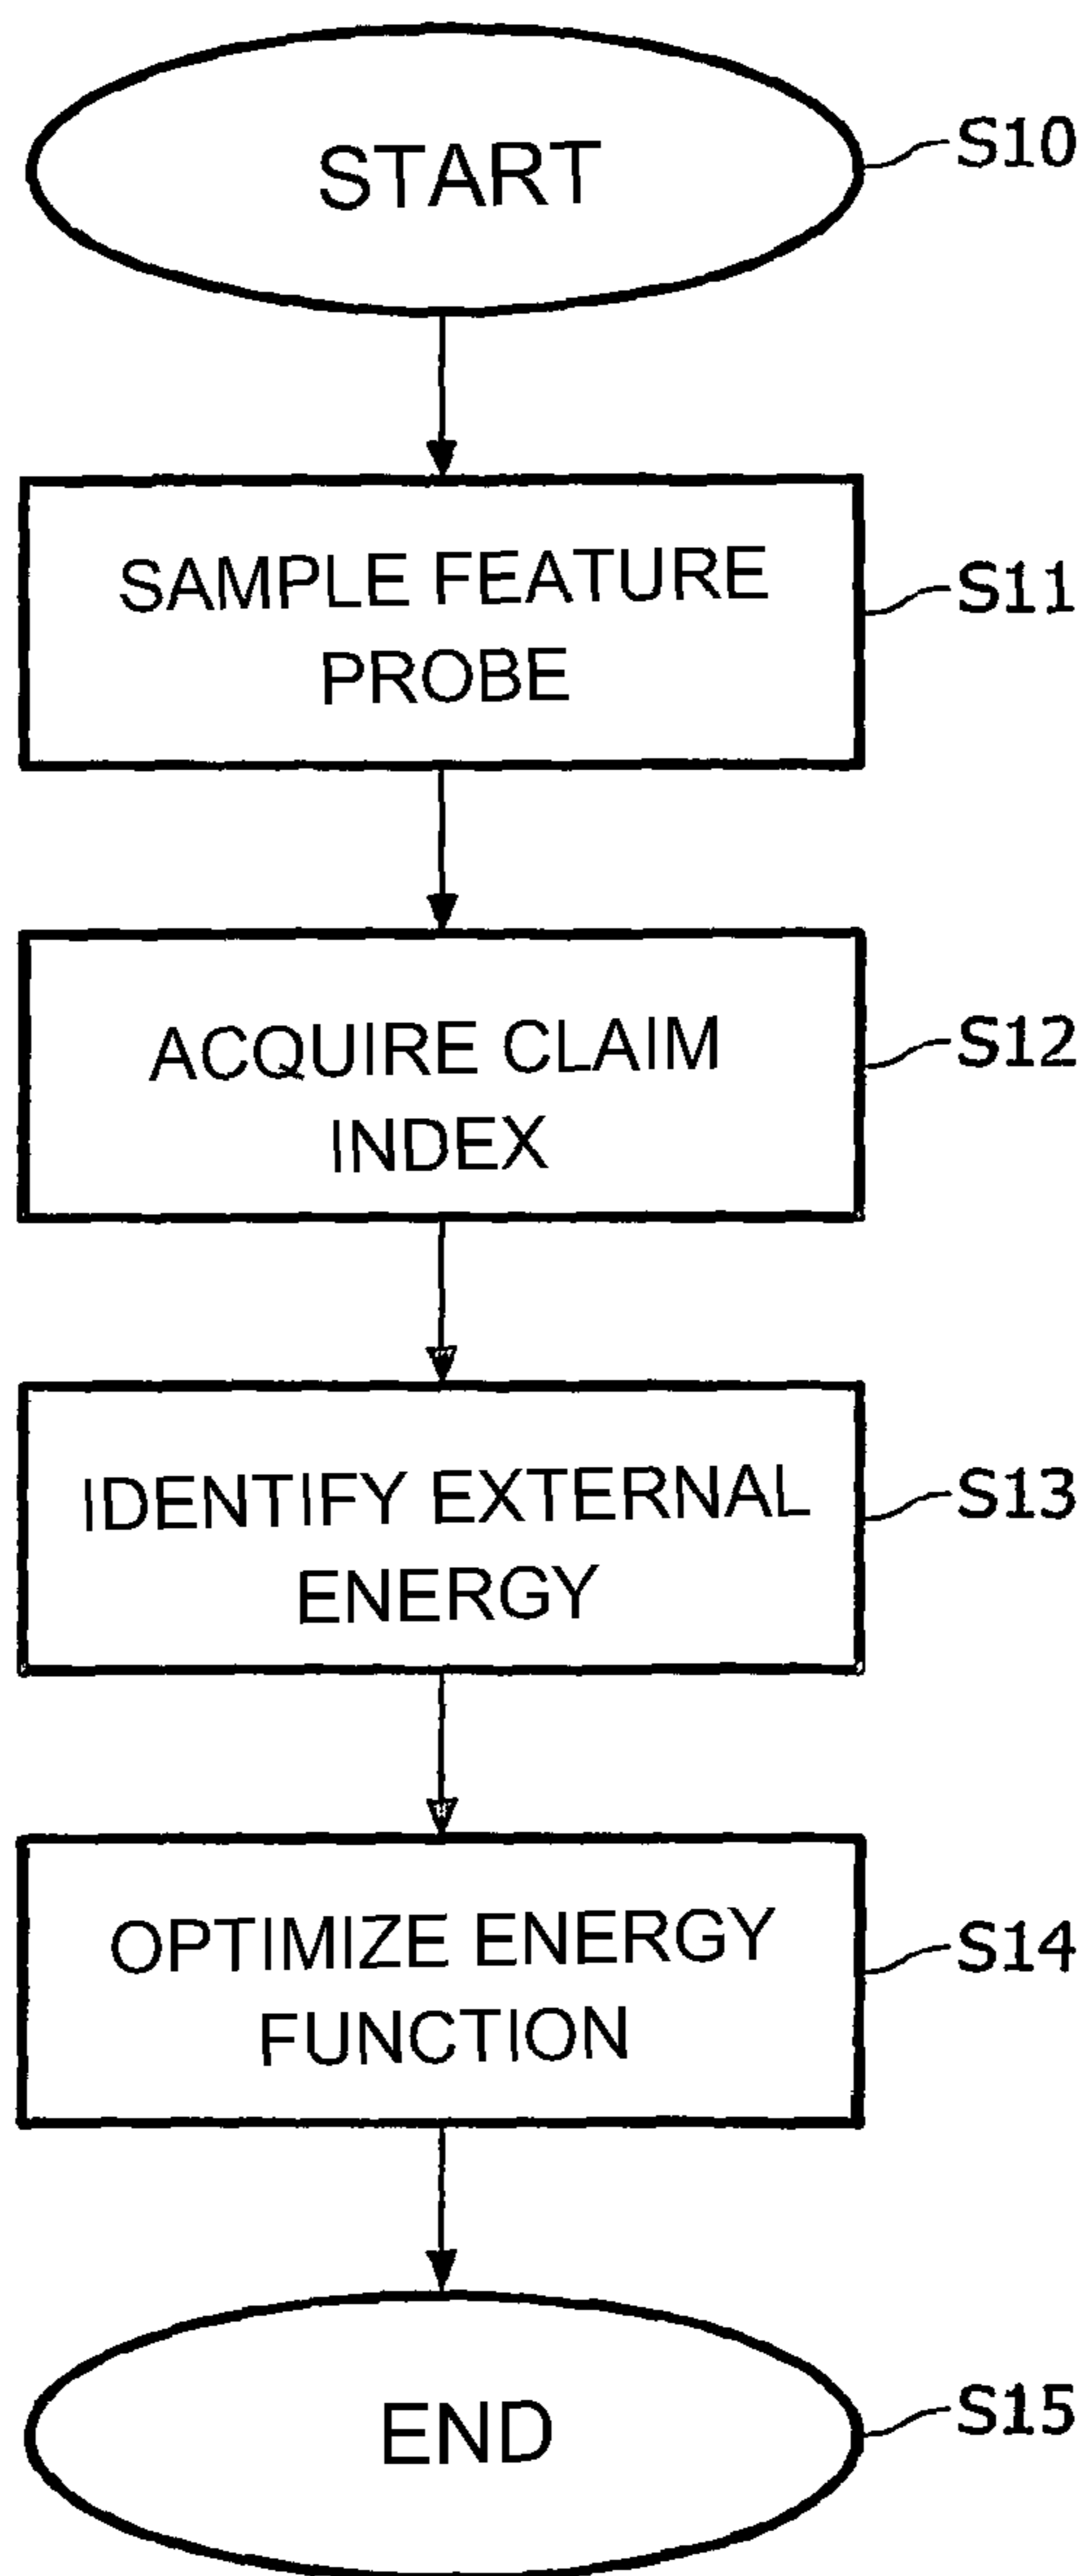 START
S10
SAMPLE FEATURE
PROBE
S11
ACQUIRE CLAIM
INDEX
S12
IDENTIFY EXTERNAL
ENERGY
S13
OPTIMIZE ENERGY
FUNCTION
S14
END
S15